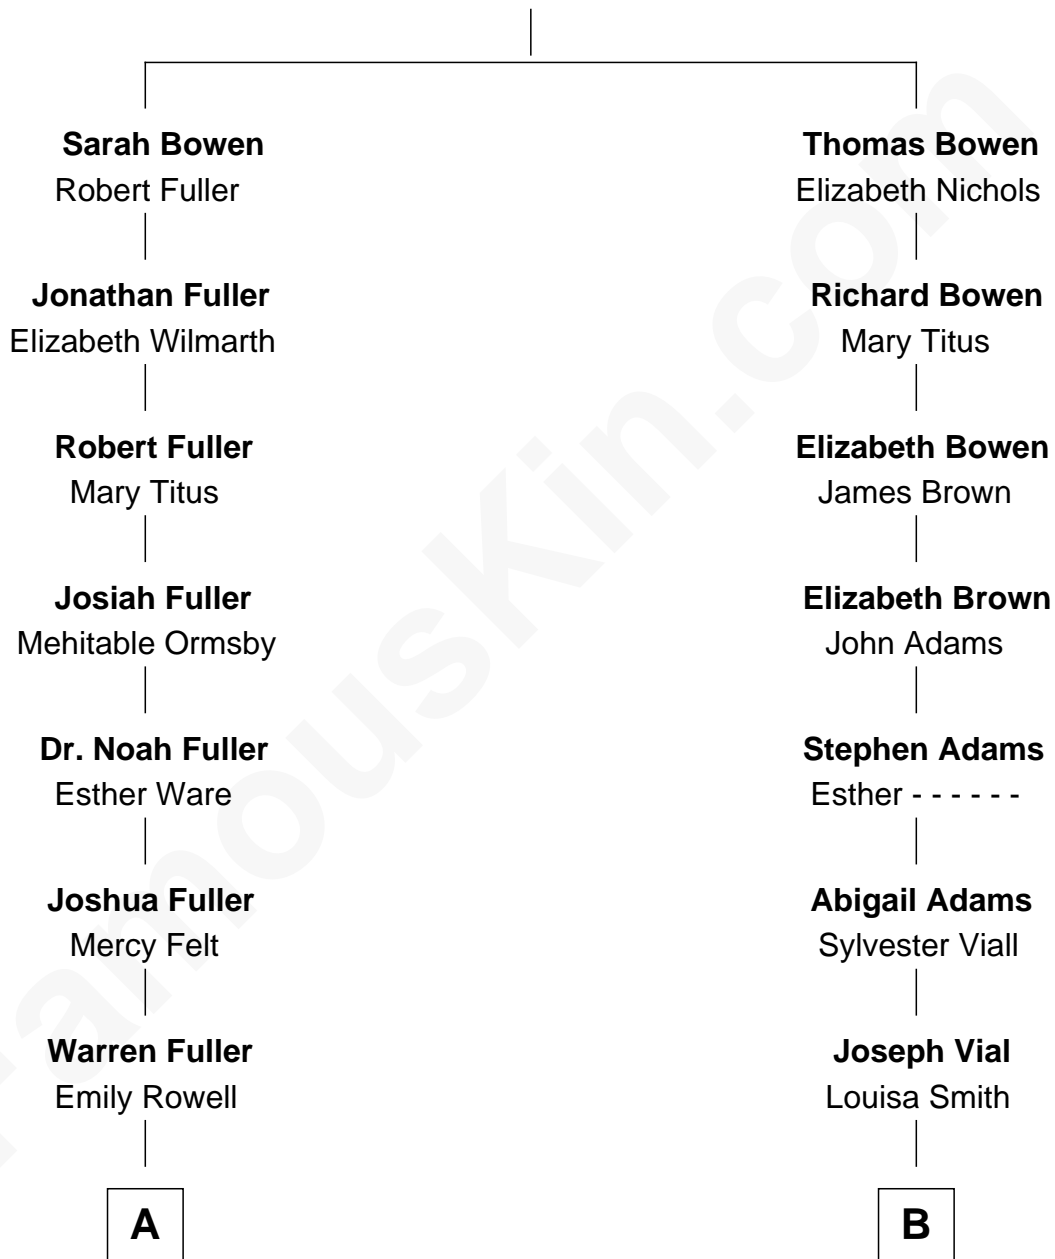 Sarah Bowen
Robert Fuller
Jonathan Fuller
Elizabeth Wilmarth
Robert Fuller
Mary Titus
Josiah Fuller
Mehitable Ormsby
Dr. Noah Fuller
Esther Ware
Joshua Fuller
Mercy Felt
Warren Fuller
Emily Rowell
A
Thomas Bowen
Elizabeth Nichols
Richard Bowen
Mary Titus
Elizabeth Bowen
James Brown
Elizabeth Brown
John Adams
Stephen Adams
Esther - - - - - -
Abigail Adams
Sylvester Viall
Joseph Vial
Louisa Smith
B
FamousKin.com